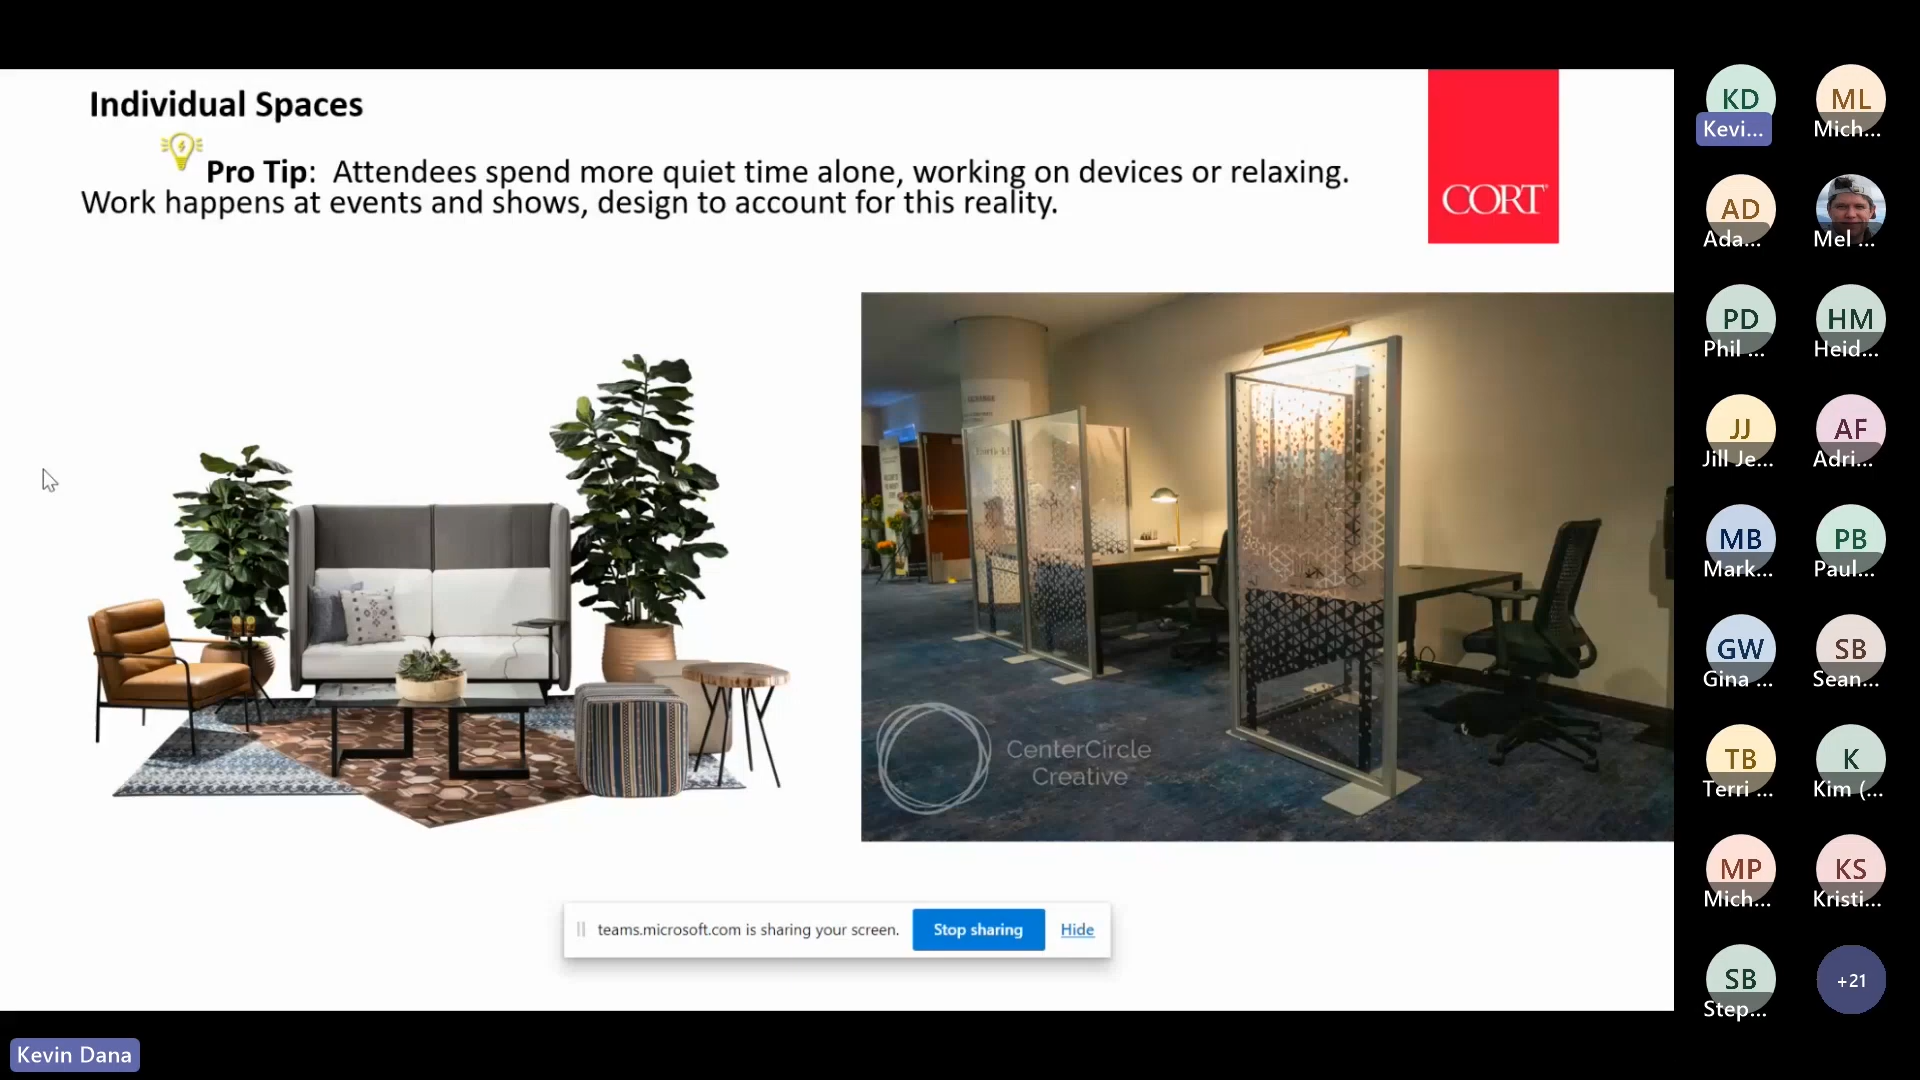 Individual Spaces
Pro Tip: Attendees spend more quiet time alone, working on devices or relaxing.
Work happens at events and shows, design to account for this reality.
CORT
CenterCircle
Creative
teams.microsoft.com is sharing your screen.
Stop sharing
Hide
Kevin Dana
KD
Kevi...
ML
Mich...
AD
Ada...
Mel ...
PD
Phil ...
HM
Heid...
JJ
Jill Je...
AF
Adri...
MB
Mark...
PB
Paul...
GW
Gina ...
SB
Sean...
TB
Terri ...
K
Kim (...
MP
Mich...
KS
Kristi...
SB
Step...
+21